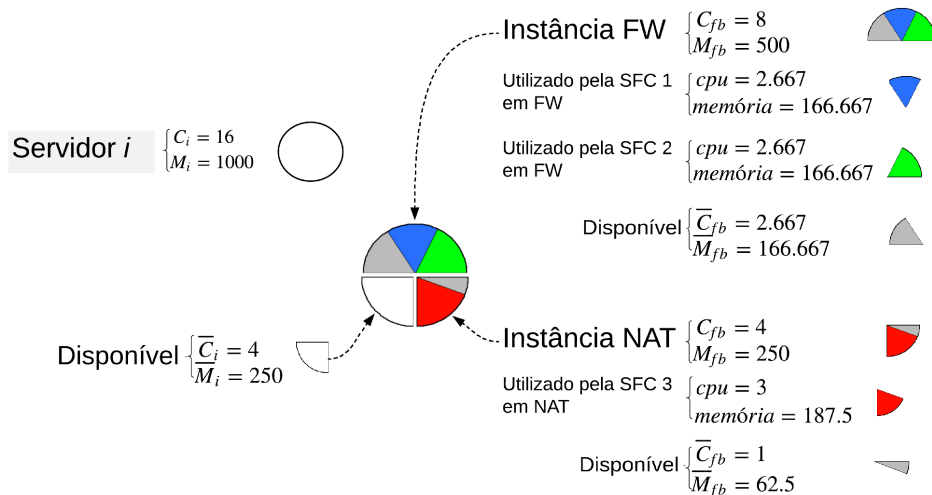 Servidor i
C_i = 16
M_i = 1000
Disponível
C̅_i = 4
M̅_i = 250
Instância FW
C_fb = 8
M_fb = 500
Utilizado pela SFC 1
em FW
cpu = 2.667
memória = 166.667
Utilizado pela SFC 2
em FW
cpu = 2.667
memória = 166.667
Disponível
C̅_fb = 2.667
M̅_fb = 166.667
Instância NAT
C_fb = 4
M_fb = 250
Utilizado pela SFC 3
em NAT
cpu = 3
memória = 187.5
Disponível
C̅_fb = 1
M̅_fb = 62.5